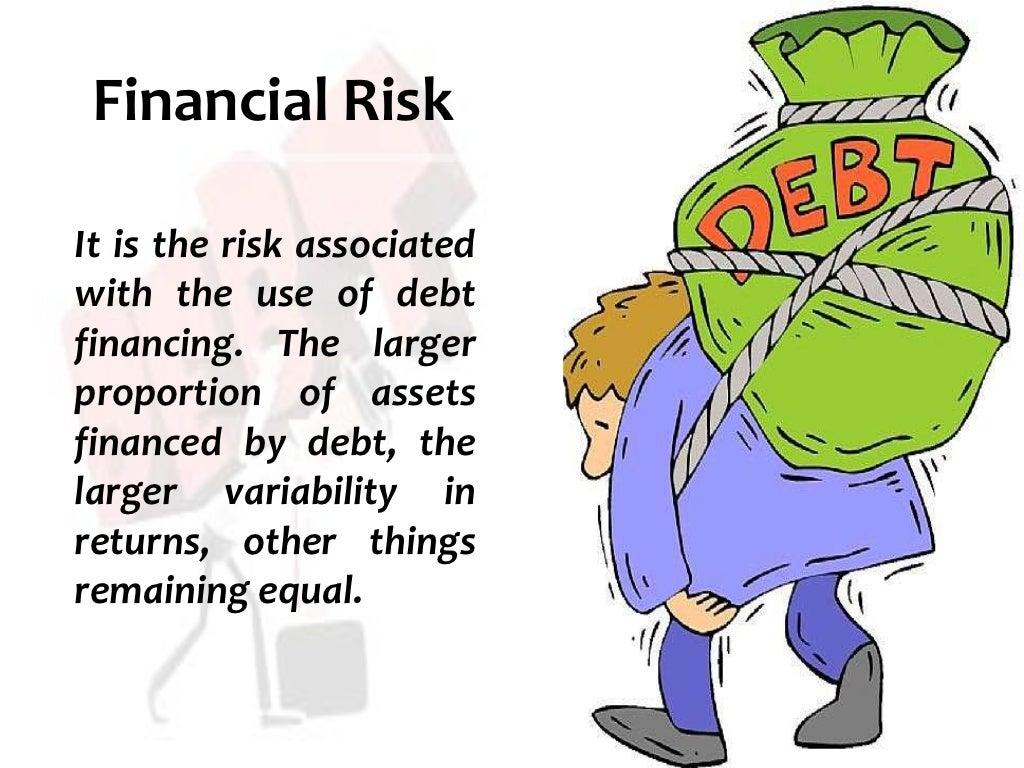 Financial Risk
It is the risk associated
with the use of debt
financing. The larger
proportion of assets
financed by debt, the
larger variability in
returns, other things
remaining equal.
DEBT